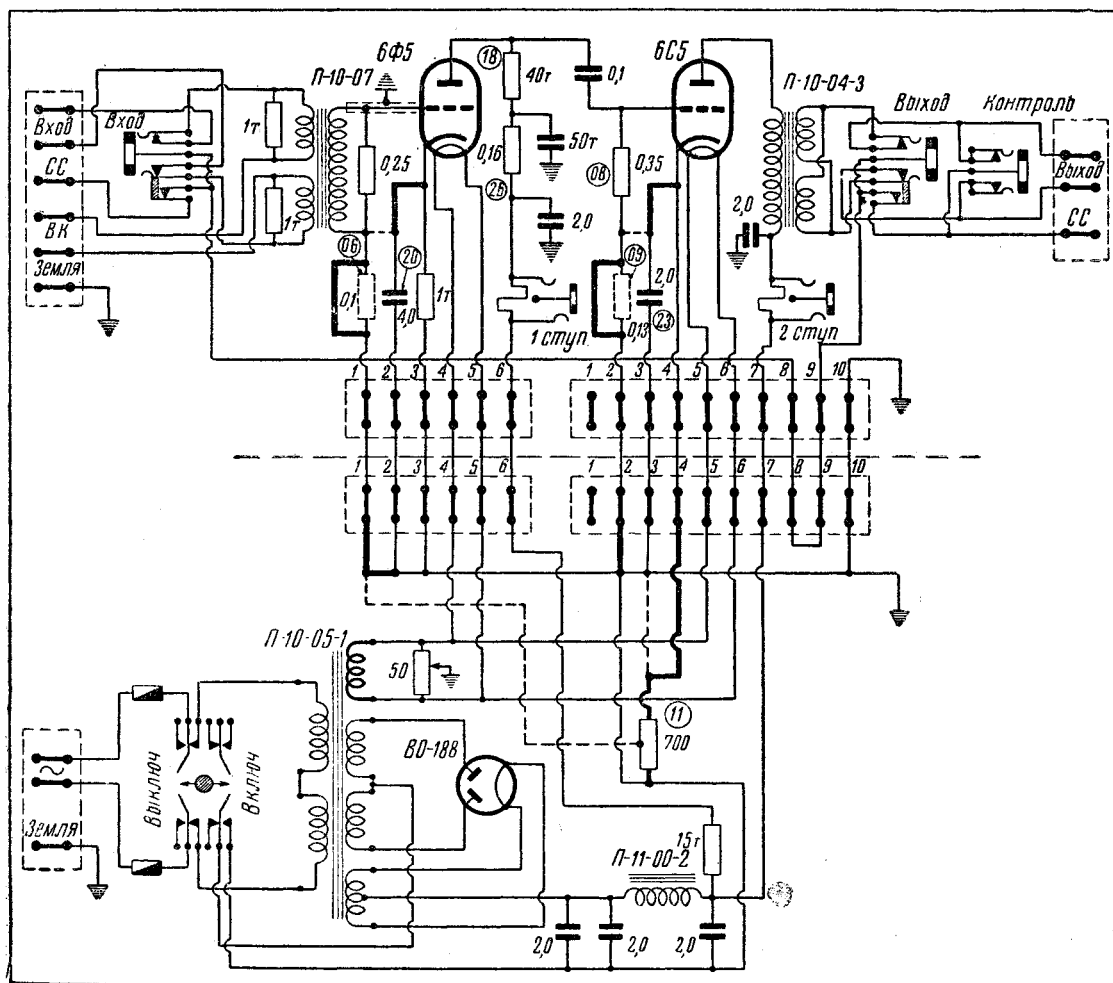 6Ф5
6С5
П-10-07
П-10-04-3
18
40т
0,1
Вход
Вход
СС
ВК
Земля
1т
1т
0,25
0,16
26
50т
2,0
08
0,35
Выход
Контроль
Выход
СС
2,0
06
0,1
20
4,0
1т
1 ступ
09
0,13
2,0
23
2 ступ
1 2 3 4 5 6
1 2 3 4 5 6 7 8 9 10
1 2 3 4 5 6
1 2 3 4 5 6 7 8 9 10
П-10-05-1
50
11
700
ВО-188
Выключ
Включ
Земля
15т
П-11-00-2
2,0
2,0
2,0